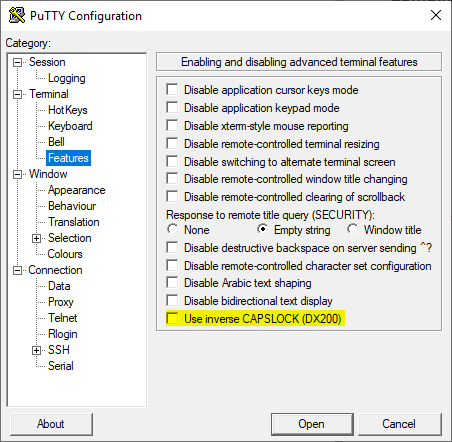 PuTTY Configuration
Category:
Session
Logging
Terminal
HotKeys
Keyboard
Bell
Features
Window
Appearance
Behaviour
Translation
Selection
Colours
Connection
Data
Proxy
Telnet
Rlogin
SSH
Serial
Enabling and disabling advanced terminal features
Disable application cursor keys mode
Disable application keypad mode
Disable xterm-style mouse reporting
Disable remote-controlled terminal resizing
Disable switching to alternate terminal screen
Disable remote-controlled window title changing
Disable remote-controlled clearing of scrollback
Response to remote title query (SECURITY):
None Empty string Window title
Disable destructive backspace on server sending ^?
Disable remote-controlled character set configuration
Disable Arabic text shaping
Disable bidirectional text display
Use inverse CAPSLOCK (DX200)
About Open Cancel